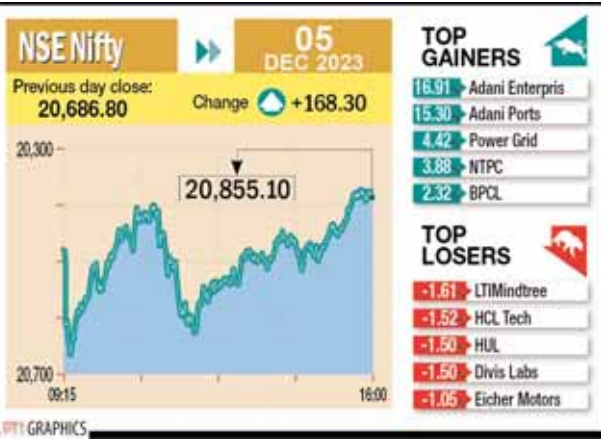 NSE Nifty
05
DEC 2023
Previous day close:
20,686.80
Change +168.30
20,300
20,855.10
20,700
09:15
16:00
TOP
GAINERS
16.91 Adani Enterpris
15.30 Adani Ports
4.42 Power Grid
3.88 NTPC
2.32 BPCL
TOP
LOSERS
-1.61 LTIMindtree
-1.52 HCL Tech
-1.50 HUL
-1.50 Divis Labs
-1.05 Eicher Motors
PTI GRAPHICS